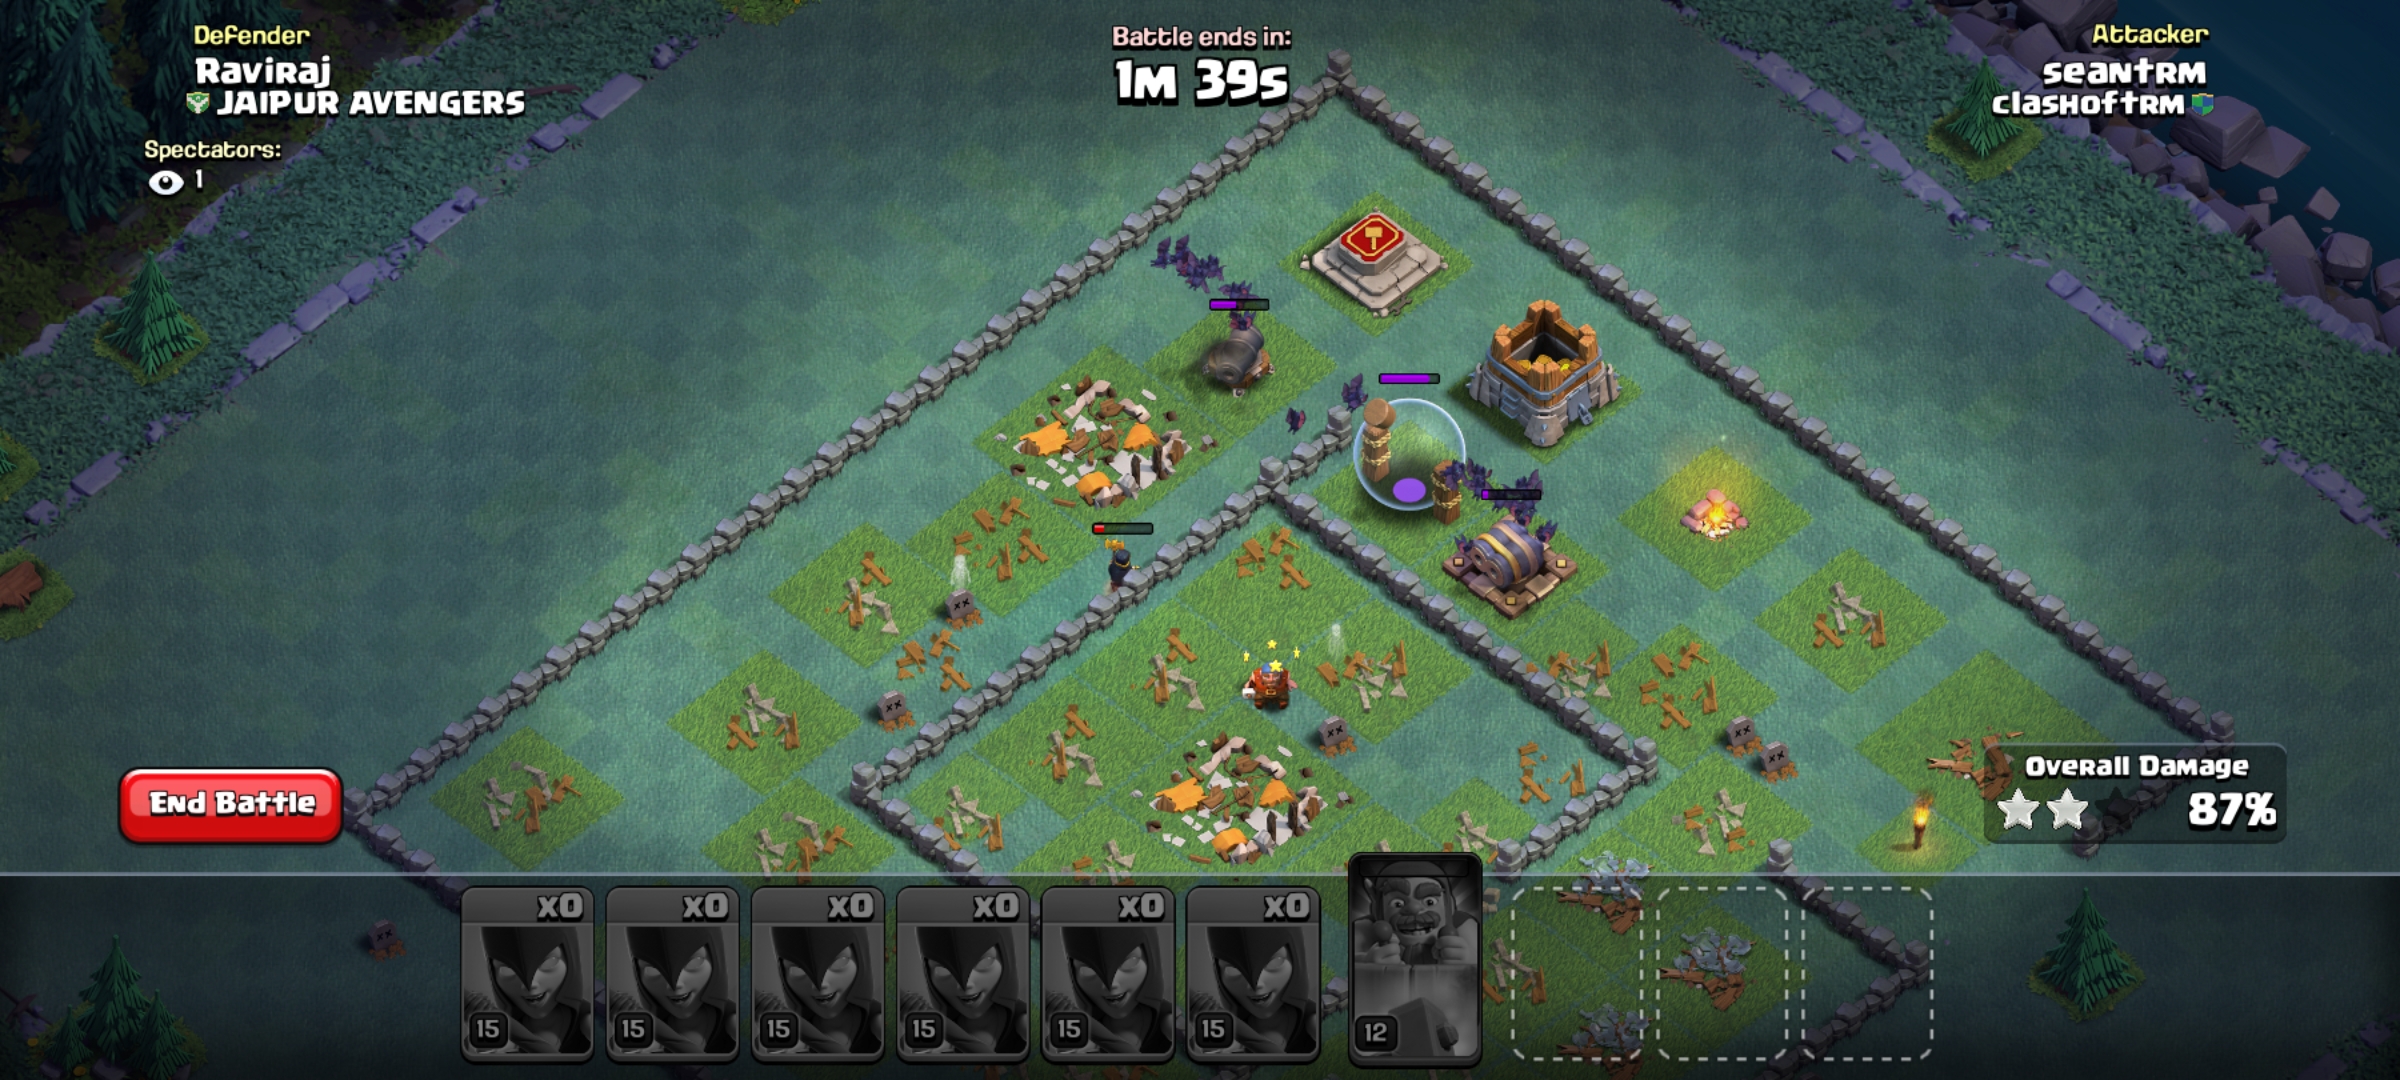 Defender
Raviraj
JAIPUR AVENGERS
Spectators:
1
Battle ends in:
1M 39s
Attacker
seantrm
clashoftrm
End Battle
Overall Damage
87%
x0
x0
x0
x0
x0
x0
15
15
15
15
15
15
12